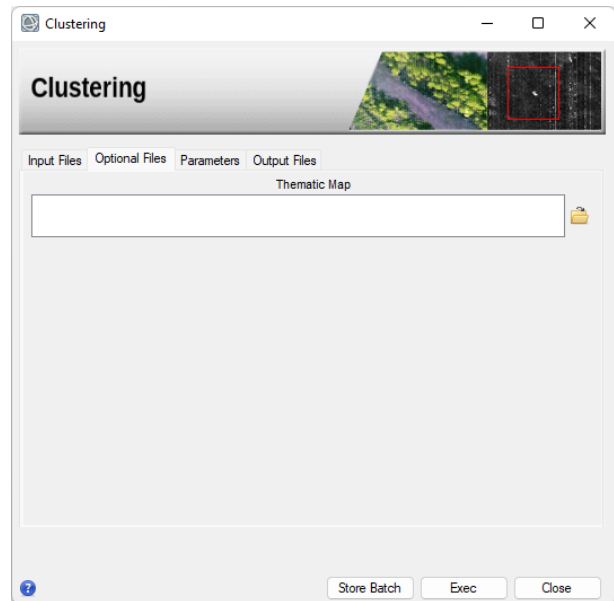 Clustering
Clustering
Input Files Optional Files Parameters Output Files
Thematic Map
? Store Batch Exec Close